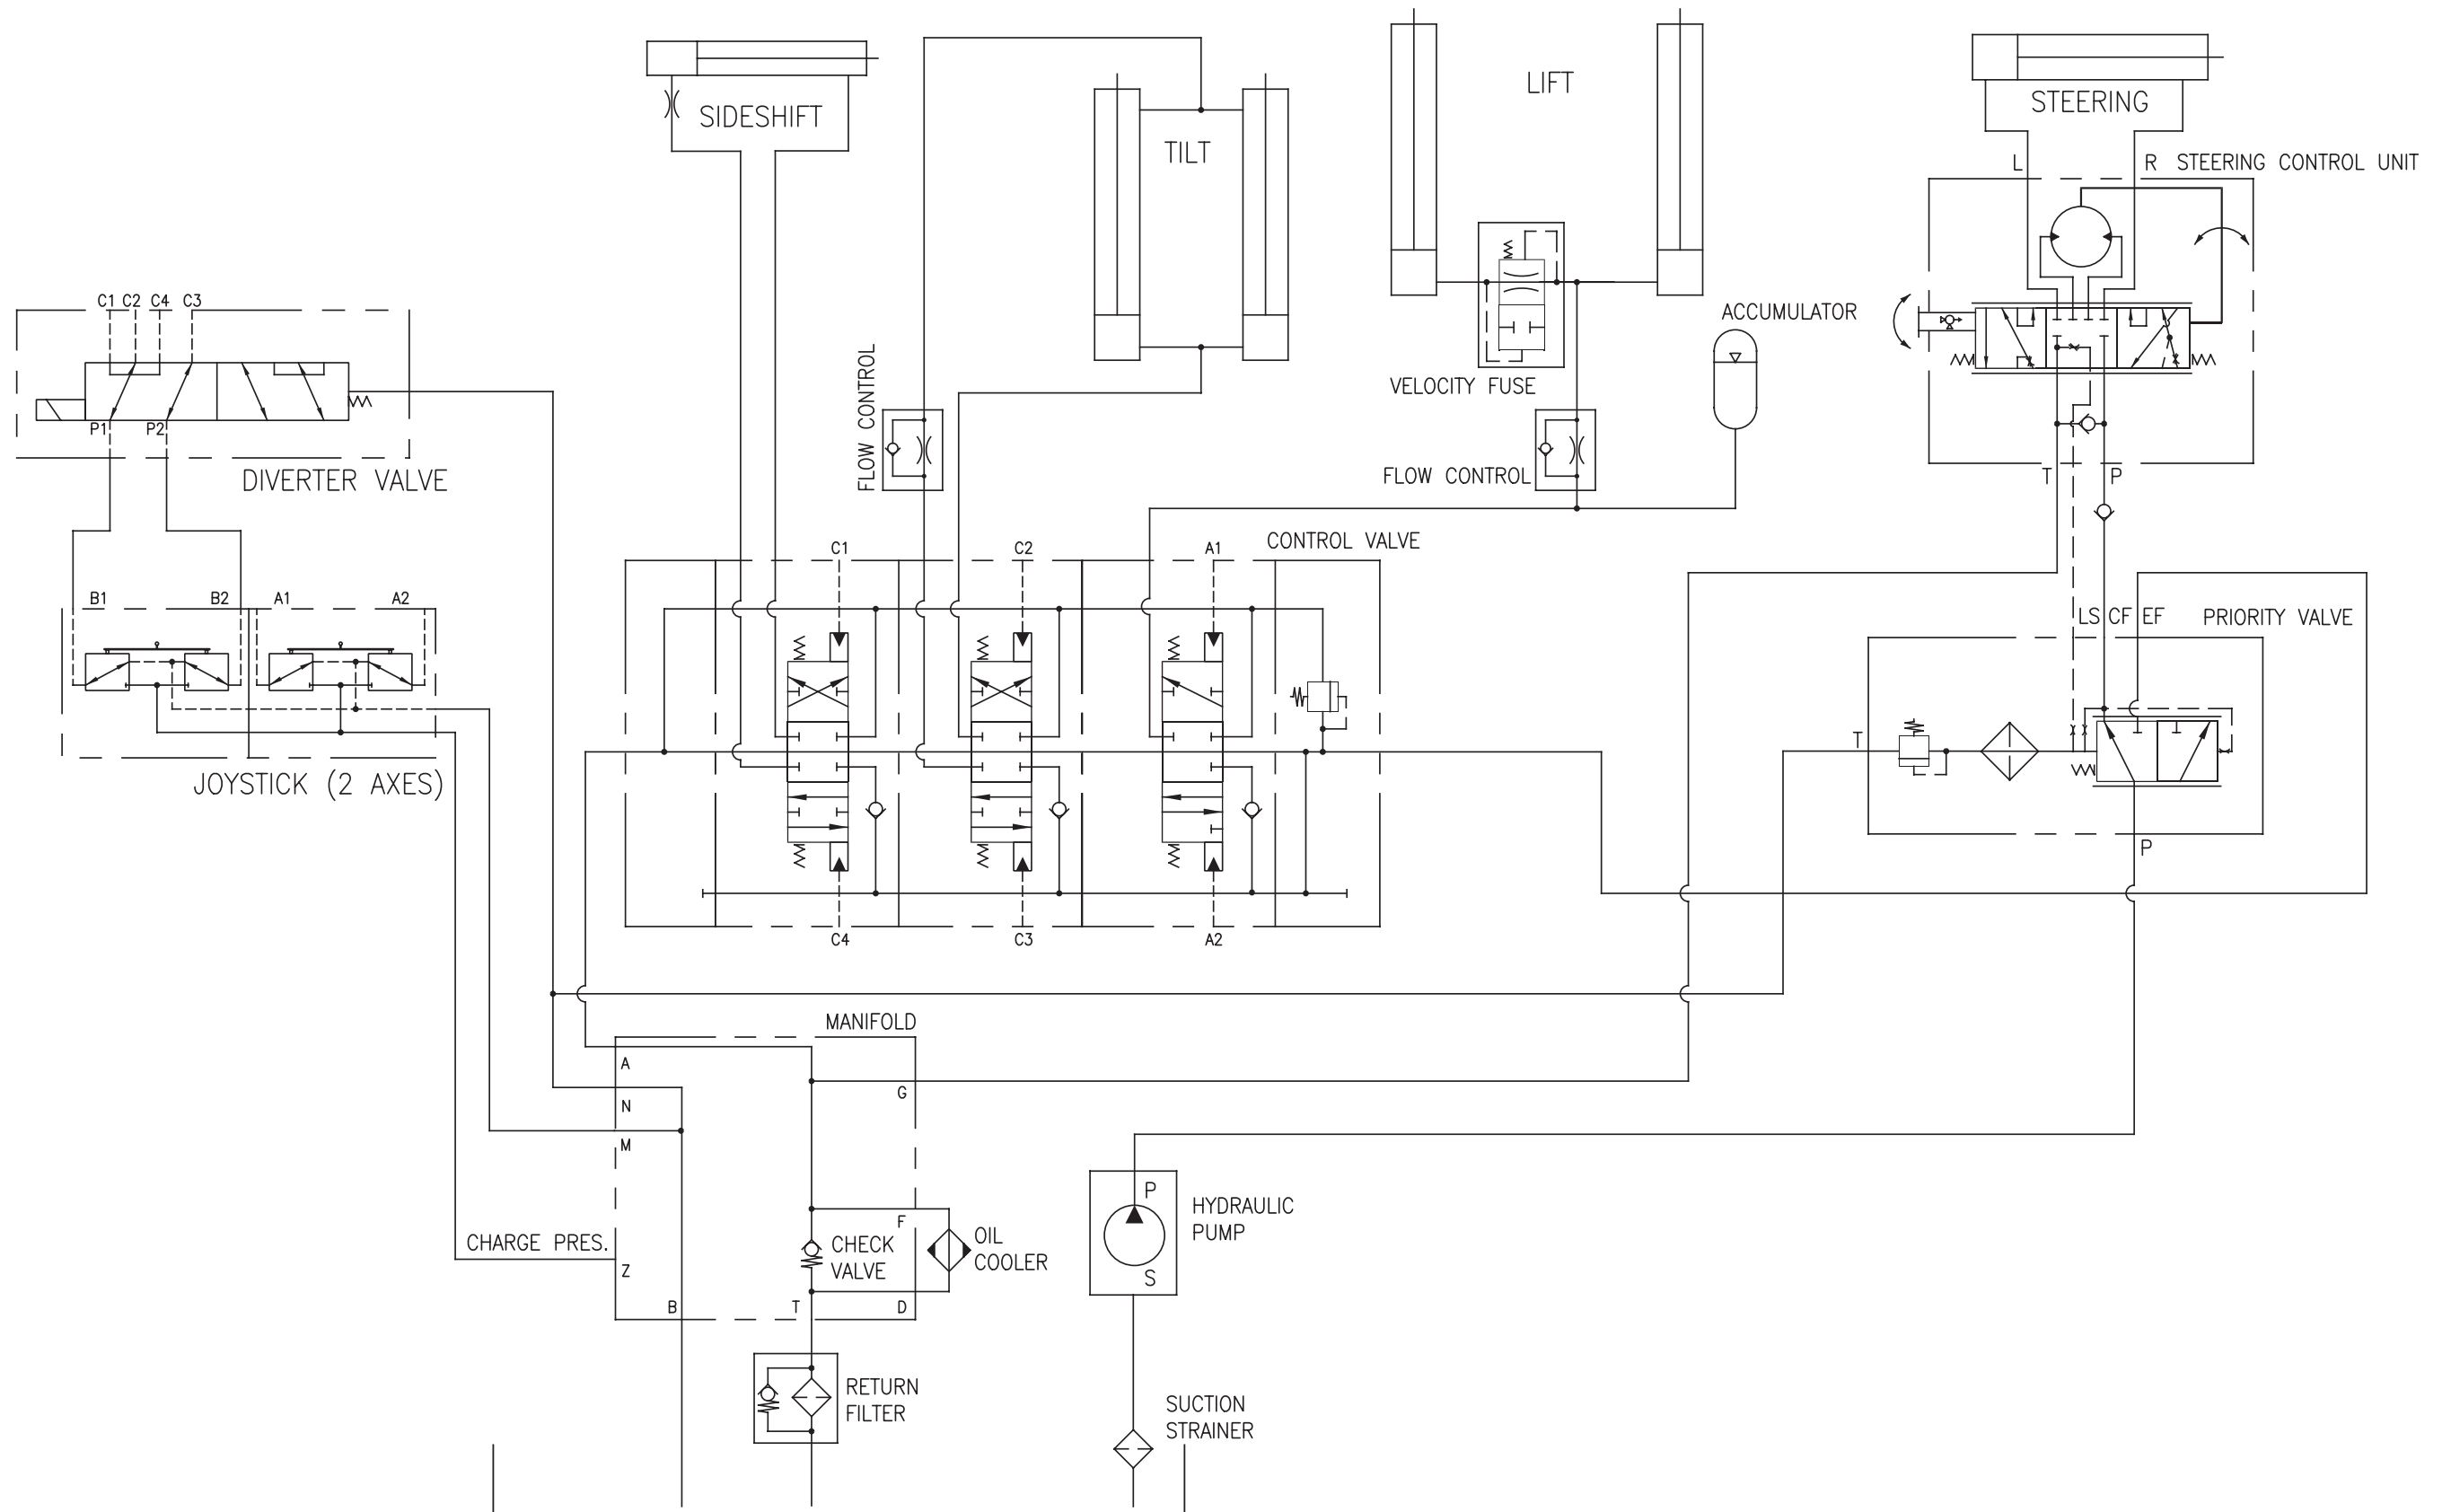 LIFT
STEERING
SIDESHIFT
TILT
L
R
STEERING CONTROL UNIT
C1 C2 C4 C3
ACCUMULATOR
FLOW CONTROL
VELOCITY FUSE
P1
P2
DIVERTER VALVE
FLOW CONTROL
T
P
C1
C2
A1
CONTROL VALVE
B1
B2
A1
A2
LS CF EF
PRIORITY VALVE
T
JOYSTICK (2 AXES)
P
C4
C3
A2
MANIFOLD
A
G
N
M
P
HYDRAULIC
PUMP
F
OIL
COOLER
CHARGE PRES.
CHECK
VALVE
Z
S
B
T
D
RETURN
FILTER
SUCTION
STRAINER